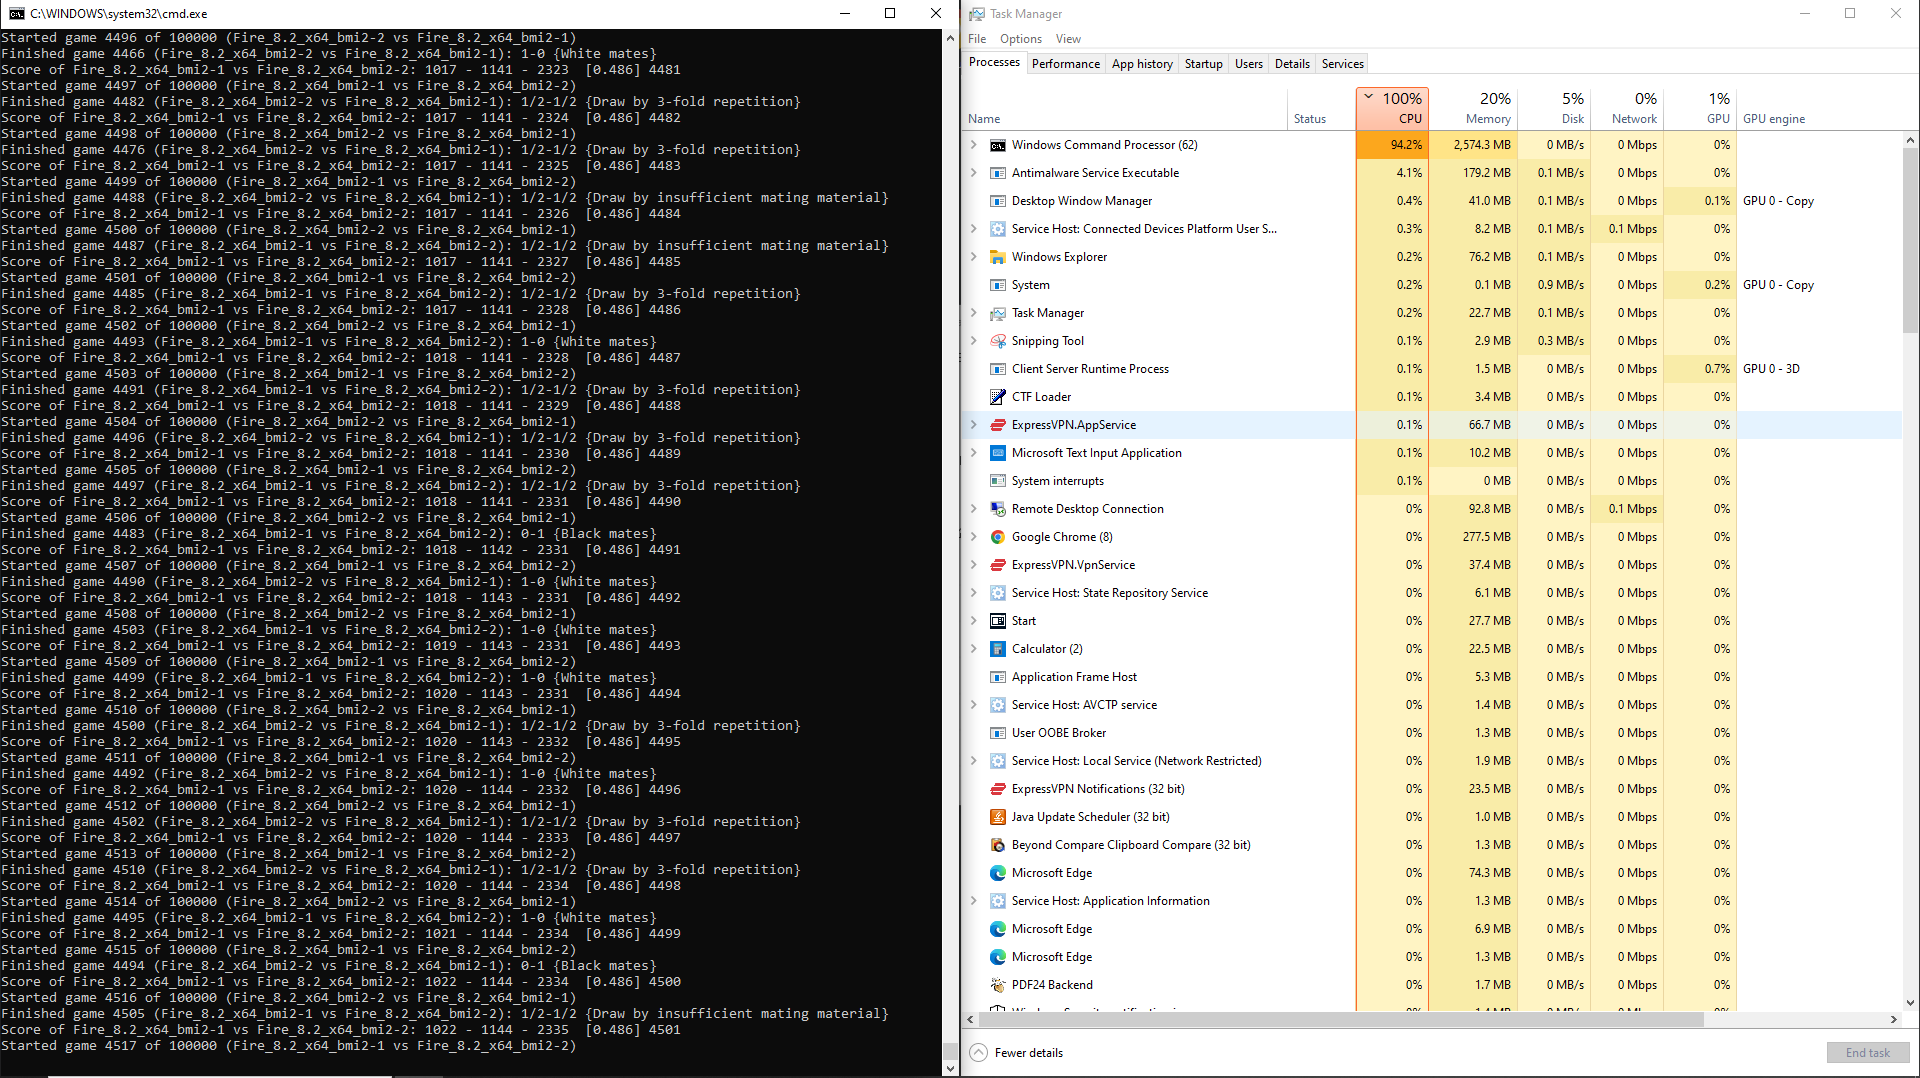 C:\WINDOWS\system32\cmd.exe
Started game 4496 of 100000 (Fire_8.2_x64_bmi2-2 vs Fire_8.2_x64_bmi2-1)
Finished game 4466 (Fire_8.2_x64_bmi2-2 vs Fire_8.2_x64_bmi2-1): 1-0 {White mates}
Score of Fire_8.2_x64_bmi2-1 vs Fire_8.2_x64_bmi2-2: 1017 - 1141 - 2323  [0.486] 4481
Started game 4497 of 100000 (Fire_8.2_x64_bmi2-1 vs Fire_8.2_x64_bmi2-2)
Finished game 4482 (Fire_8.2_x64_bmi2-2 vs Fire_8.2_x64_bmi2-1): 1/2-1/2 {Draw by 3-fold repetition}
Score of Fire_8.2_x64_bmi2-1 vs Fire_8.2_x64_bmi2-2: 1017 - 1141 - 2324  [0.486] 4482
Started game 4498 of 100000 (Fire_8.2_x64_bmi2-2 vs Fire_8.2_x64_bmi2-1)
Finished game 4476 (Fire_8.2_x64_bmi2-2 vs Fire_8.2_x64_bmi2-1): 1/2-1/2 {Draw by 3-fold repetition}
Score of Fire_8.2_x64_bmi2-1 vs Fire_8.2_x64_bmi2-2: 1017 - 1141 - 2325  [0.486] 4483
Started game 4499 of 100000 (Fire_8.2_x64_bmi2-1 vs Fire_8.2_x64_bmi2-2)
Finished game 4488 (Fire_8.2_x64_bmi2-2 vs Fire_8.2_x64_bmi2-1): 1/2-1/2 {Draw by insufficient mating material}
Score of Fire_8.2_x64_bmi2-1 vs Fire_8.2_x64_bmi2-2: 1017 - 1141 - 2326  [0.486] 4484
Started game 4500 of 100000 (Fire_8.2_x64_bmi2-2 vs Fire_8.2_x64_bmi2-1)
Finished game 4487 (Fire_8.2_x64_bmi2-1 vs Fire_8.2_x64_bmi2-2): 1/2-1/2 {Draw by insufficient mating material}
Score of Fire_8.2_x64_bmi2-1 vs Fire_8.2_x64_bmi2-2: 1017 - 1141 - 2327  [0.486] 4485
Started game 4501 of 100000 (Fire_8.2_x64_bmi2-1 vs Fire_8.2_x64_bmi2-2)
Finished game 4485 (Fire_8.2_x64_bmi2-1 vs Fire_8.2_x64_bmi2-2): 1/2-1/2 {Draw by 3-fold repetition}
Score of Fire_8.2_x64_bmi2-1 vs Fire_8.2_x64_bmi2-2: 1017 - 1141 - 2328  [0.486] 4486
Started game 4502 of 100000 (Fire_8.2_x64_bmi2-2 vs Fire_8.2_x64_bmi2-1)
Finished game 4493 (Fire_8.2_x64_bmi2-1 vs Fire_8.2_x64_bmi2-2): 1-0 {White mates}
Score of Fire_8.2_x64_bmi2-1 vs Fire_8.2_x64_bmi2-2: 1018 - 1141 - 2328  [0.486] 4487
Started game 4503 of 100000 (Fire_8.2_x64_bmi2-1 vs Fire_8.2_x64_bmi2-2)
Finished game 4491 (Fire_8.2_x64_bmi2-1 vs Fire_8.2_x64_bmi2-2): 1/2-1/2 {Draw by 3-fold repetition}
Score of Fire_8.2_x64_bmi2-1 vs Fire_8.2_x64_bmi2-2: 1018 - 1141 - 2329  [0.486] 4488
Started game 4504 of 100000 (Fire_8.2_x64_bmi2-2 vs Fire_8.2_x64_bmi2-1)
Finished game 4496 (Fire_8.2_x64_bmi2-2 vs Fire_8.2_x64_bmi2-1): 1/2-1/2 {Draw by 3-fold repetition}
Score of Fire_8.2_x64_bmi2-1 vs Fire_8.2_x64_bmi2-2: 1018 - 1141 - 2330  [0.486] 4489
Started game 4505 of 100000 (Fire_8.2_x64_bmi2-1 vs Fire_8.2_x64_bmi2-2)
Finished game 4497 (Fire_8.2_x64_bmi2-1 vs Fire_8.2_x64_bmi2-2): 1/2-1/2 {Draw by 3-fold repetition}
Score of Fire_8.2_x64_bmi2-1 vs Fire_8.2_x64_bmi2-2: 1018 - 1141 - 2331  [0.486] 4490
Started game 4506 of 100000 (Fire_8.2_x64_bmi2-2 vs Fire_8.2_x64_bmi2-1)
Finished game 4483 (Fire_8.2_x64_bmi2-1 vs Fire_8.2_x64_bmi2-2): 0-1 {Black mates}
Score of Fire_8.2_x64_bmi2-1 vs Fire_8.2_x64_bmi2-2: 1018 - 1142 - 2331  [0.486] 4491
Started game 4507 of 100000 (Fire_8.2_x64_bmi2-1 vs Fire_8.2_x64_bmi2-2)
Finished game 4490 (Fire_8.2_x64_bmi2-2 vs Fire_8.2_x64_bmi2-1): 1-0 {White mates}
Score of Fire_8.2_x64_bmi2-1 vs Fire_8.2_x64_bmi2-2: 1018 - 1143 - 2331  [0.486] 4492
Started game 4508 of 100000 (Fire_8.2_x64_bmi2-2 vs Fire_8.2_x64_bmi2-1)
Finished game 4503 (Fire_8.2_x64_bmi2-1 vs Fire_8.2_x64_bmi2-2): 1-0 {White mates}
Score of Fire_8.2_x64_bmi2-1 vs Fire_8.2_x64_bmi2-2: 1019 - 1143 - 2331  [0.486] 4493
Started game 4509 of 100000 (Fire_8.2_x64_bmi2-1 vs Fire_8.2_x64_bmi2-2)
Finished game 4499 (Fire_8.2_x64_bmi2-1 vs Fire_8.2_x64_bmi2-2): 1-0 {White mates}
Score of Fire_8.2_x64_bmi2-1 vs Fire_8.2_x64_bmi2-2: 1020 - 1143 - 2331  [0.486] 4494
Started game 4510 of 100000 (Fire_8.2_x64_bmi2-2 vs Fire_8.2_x64_bmi2-1)
Finished game 4500 (Fire_8.2_x64_bmi2-2 vs Fire_8.2_x64_bmi2-1): 1/2-1/2 {Draw by 3-fold repetition}
Score of Fire_8.2_x64_bmi2-1 vs Fire_8.2_x64_bmi2-2: 1020 - 1143 - 2332  [0.486] 4495
Started game 4511 of 100000 (Fire_8.2_x64_bmi2-1 vs Fire_8.2_x64_bmi2-2)
Finished game 4492 (Fire_8.2_x64_bmi2-2 vs Fire_8.2_x64_bmi2-1): 1-0 {White mates}
Score of Fire_8.2_x64_bmi2-1 vs Fire_8.2_x64_bmi2-2: 1020 - 1144 - 2332  [0.486] 4496
Started game 4512 of 100000 (Fire_8.2_x64_bmi2-2 vs Fire_8.2_x64_bmi2-1)
Finished game 4502 (Fire_8.2_x64_bmi2-2 vs Fire_8.2_x64_bmi2-1): 1/2-1/2 {Draw by 3-fold repetition}
Score of Fire_8.2_x64_bmi2-1 vs Fire_8.2_x64_bmi2-2: 1020 - 1144 - 2333  [0.486] 4497
Started game 4513 of 100000 (Fire_8.2_x64_bmi2-1 vs Fire_8.2_x64_bmi2-2)
Finished game 4510 (Fire_8.2_x64_bmi2-2 vs Fire_8.2_x64_bmi2-1): 1/2-1/2 {Draw by 3-fold repetition}
Score of Fire_8.2_x64_bmi2-1 vs Fire_8.2_x64_bmi2-2: 1020 - 1144 - 2334  [0.486] 4498
Started game 4514 of 100000 (Fire_8.2_x64_bmi2-2 vs Fire_8.2_x64_bmi2-1)
Finished game 4495 (Fire_8.2_x64_bmi2-1 vs Fire_8.2_x64_bmi2-2): 1-0 {White mates}
Score of Fire_8.2_x64_bmi2-1 vs Fire_8.2_x64_bmi2-2: 1021 - 1144 - 2334  [0.486] 4499
Started game 4515 of 100000 (Fire_8.2_x64_bmi2-1 vs Fire_8.2_x64_bmi2-2)
Finished game 4494 (Fire_8.2_x64_bmi2-2 vs Fire_8.2_x64_bmi2-1): 0-1 {Black mates}
Score of Fire_8.2_x64_bmi2-1 vs Fire_8.2_x64_bmi2-2: 1022 - 1144 - 2334  [0.486] 4500
Started game 4516 of 100000 (Fire_8.2_x64_bmi2-2 vs Fire_8.2_x64_bmi2-1)
Finished game 4505 (Fire_8.2_x64_bmi2-1 vs Fire_8.2_x64_bmi2-2): 1/2-1/2 {Draw by insufficient mating material}
Score of Fire_8.2_x64_bmi2-1 vs Fire_8.2_x64_bmi2-2: 1022 - 1144 - 2335  [0.486] 4501
Started game 4517 of 100000 (Fire_8.2_x64_bmi2-1 vs Fire_8.2_x64_bmi2-2)
Task Manager
File Options View
Processes Performance App history Startup Users Details Services
100% 20% 5% 0% 1%
Name Status CPU Memory Disk Network GPU GPU engine
Windows Command Processor (62) 94.2% 2,574.3 MB 0 MB/s 0 Mbps 0%
Antimalware Service Executable 4.1% 179.2 MB 0.1 MB/s 0 Mbps 0%
Desktop Window Manager 0.4% 41.0 MB 0.1 MB/s 0 Mbps 0.1% GPU 0 - Copy
Service Host: Connected Devices Platform User S... 0.3% 8.2 MB 0.1 MB/s 0.1 Mbps 0%
Windows Explorer 0.2% 76.2 MB 0.1 MB/s 0 Mbps 0%
System 0.2% 0.1 MB 0.9 MB/s 0 Mbps 0.2% GPU 0 - Copy
Task Manager 0.2% 22.7 MB 0.1 MB/s 0 Mbps 0%
Snipping Tool 0.1% 2.9 MB 0.3 MB/s 0 Mbps 0%
Client Server Runtime Process 0.1% 1.5 MB 0 MB/s 0 Mbps 0.7% GPU 0 - 3D
CTF Loader 0.1% 3.4 MB 0 MB/s 0 Mbps 0%
ExpressVPN.AppService 0.1% 66.7 MB 0 MB/s 0 Mbps 0%
Microsoft Text Input Application 0.1% 10.2 MB 0 MB/s 0 Mbps 0%
System interrupts 0.1% 0 MB 0 MB/s 0 Mbps 0%
Remote Desktop Connection 0% 92.8 MB 0 MB/s 0.1 Mbps 0%
Google Chrome (8) 0% 277.5 MB 0 MB/s 0 Mbps 0%
ExpressVPN.VpnService 0% 37.4 MB 0 MB/s 0 Mbps 0%
Service Host: State Repository Service 0% 6.1 MB 0 MB/s 0 Mbps 0%
Start 0% 27.7 MB 0 MB/s 0 Mbps 0%
Calculator (2) 0% 22.5 MB 0 MB/s 0 Mbps 0%
Application Frame Host 0% 5.3 MB 0 MB/s 0 Mbps 0%
Service Host: AVCTP service 0% 1.4 MB 0 MB/s 0 Mbps 0%
User OOBE Broker 0% 1.3 MB 0 MB/s 0 Mbps 0%
Service Host: Local Service (Network Restricted) 0% 1.9 MB 0 MB/s 0 Mbps 0%
ExpressVPN Notifications (32 bit) 0% 23.5 MB 0 MB/s 0 Mbps 0%
Java Update Scheduler (32 bit) 0% 1.0 MB 0 MB/s 0 Mbps 0%
Beyond Compare Clipboard Compare (32 bit) 0% 1.3 MB 0 MB/s 0 Mbps 0%
Microsoft Edge 0% 74.3 MB 0 MB/s 0 Mbps 0%
Service Host: Application Information 0% 1.3 MB 0 MB/s 0 Mbps 0%
Microsoft Edge 0% 6.9 MB 0 MB/s 0 Mbps 0%
Microsoft Edge 0% 1.3 MB 0 MB/s 0 Mbps 0%
PDF24 Backend 0% 1.7 MB 0 MB/s 0 Mbps 0%
Fewer details End task